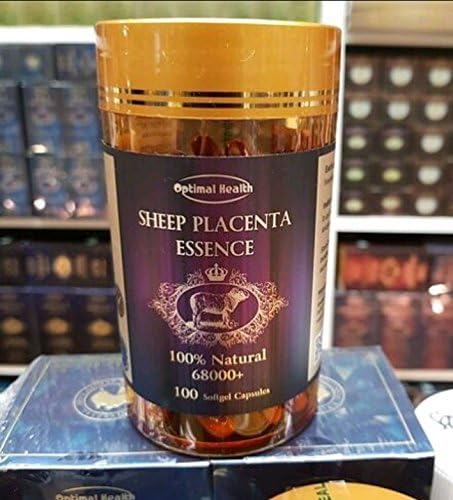 Optimal Health
SHEEP PLACENTA
ESSENCE
100% Natural
68000+
100 Softgel Capsules
Optimal Health